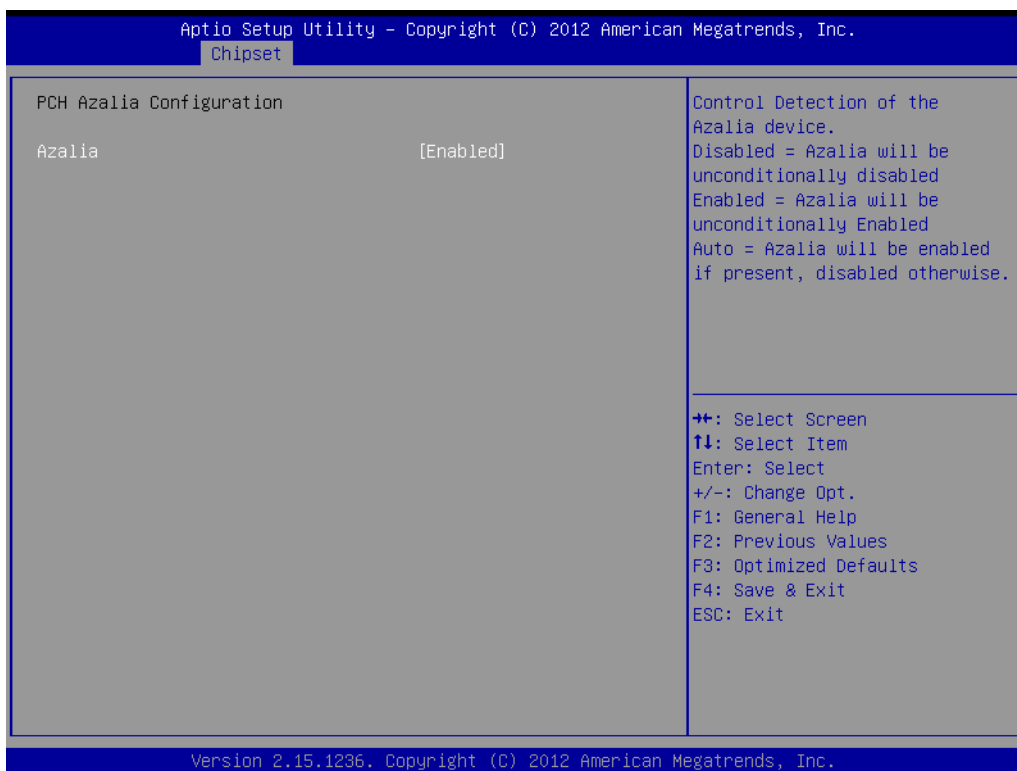 Aptio Setup Utility – Copyright (C) 2012 American Megatrends, Inc.
Chipset
PCH Azalia Configuration
Azalia [Enabled]
Control Detection of the
Azalia device.
Disabled = Azalia will be
unconditionally disabled
Enabled = Azalia will be
unconditionally Enabled
Auto = Azalia will be enabled
if present, disabled otherwise.
→←: Select Screen
↑↓: Select Item
Enter: Select
+/-: Change Opt.
F1: General Help
F2: Previous Values
F3: Optimized Defaults
F4: Save & Exit
ESC: Exit
Version 2.15.1236. Copyright (C) 2012 American Megatrends, Inc.